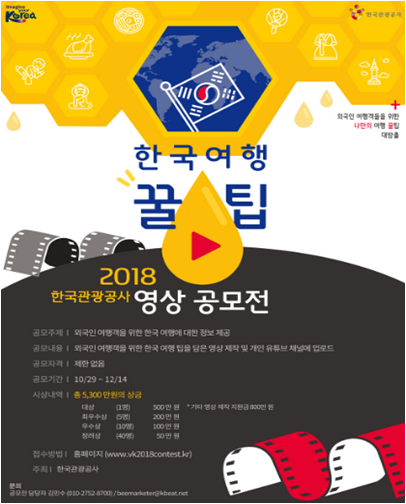 imagine your Korea
한국관광공사
외국인 여행객들을 위한
나만의 여행 꿀팁
대방출
한국여행
꿀팁
2018
한국관광공사 영상 공모전
공모주제 | 외국인 여행객을 위한 한국 여행에 대한 정보 제공
공모내용 | 외국인 여행객을 위한 한국 여행 팁을 담은 영상 제작 및 개인 유튜브 채널에 업로드
공모자격 | 제한 없음
공모기간 | 10/29 ~ 12/14
시상내역 | 총 5,300 만원의 상금
대상 (1명) 500 만 원 * 기타 영상 제작 지원금 800만 원
최우수상 (5명) 200 만 원
우수상 (10명) 100 만 원
장려상 (40명) 50 만 원
접수방법 | 홈페이지 (www.vk2018contest.kr)
주최 | 한국관광공사
문의
공모전 담당자 김민수 (010-2752-8700) / beemarketer@kbeat.net